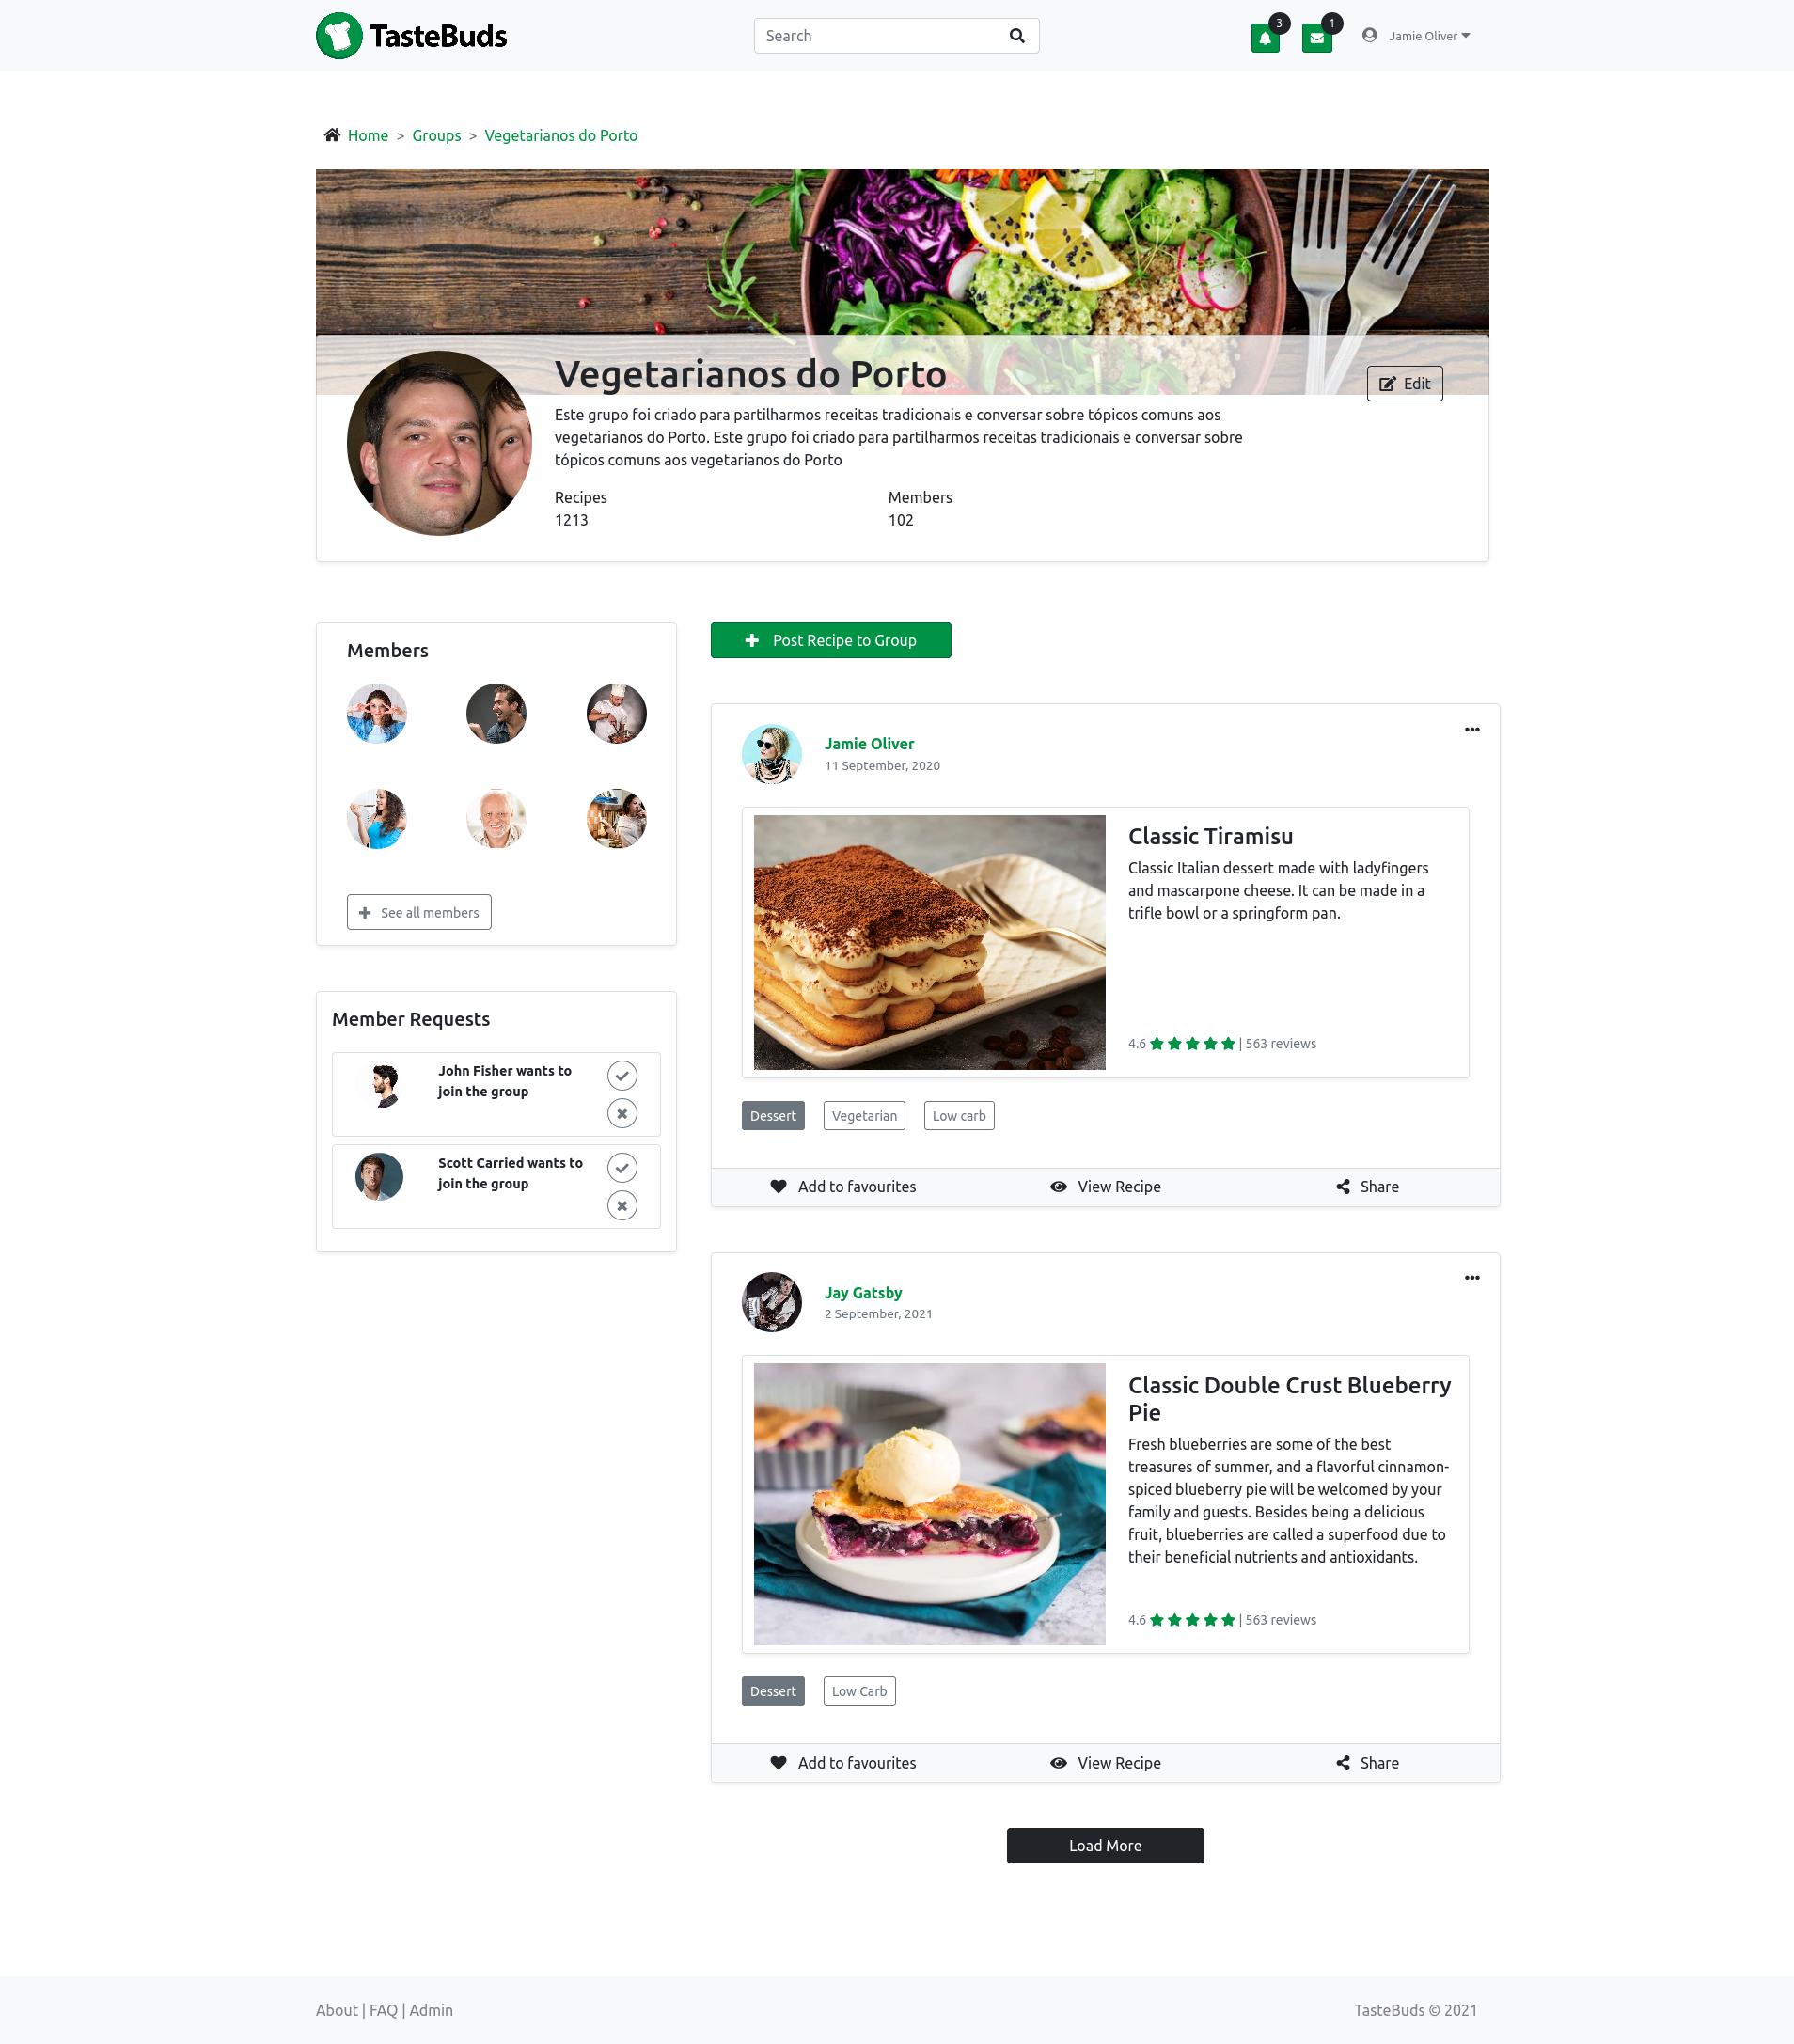 TasteBuds
Search
3
1
Jamie Oliver
Home > Groups > Vegetarianos do Porto
Vegetarianos do Porto
Edit
Este grupo foi criado para partilharmos receitas tradicionais e conversar sobre tópicos comuns aos
vegetarianos do Porto. Este grupo foi criado para partilharmos receitas tradicionais e conversar sobre
tópicos comuns aos vegetarianos do Porto
Recipes
1213
Members
102
Members
See all members
Member Requests
John Fisher wants to
join the group
Scott Carried wants to
join the group
Post Recipe to Group
Jamie Oliver
11 September, 2020
Classic Tiramisu
Classic Italian dessert made with ladyfingers
and mascarpone cheese. It can be made in a
trifle bowl or a springform pan.
4.6 | 563 reviews
Dessert Vegetarian Low carb
Add to favourites View Recipe Share
Jay Gatsby
2 September, 2021
Classic Double Crust Blueberry
Pie
Fresh blueberries are some of the best
treasures of summer, and a flavorful cinnamon-
spiced blueberry pie will be welcomed by your
family and guests. Besides being a delicious
fruit, blueberries are called a superfood due to
their beneficial nutrients and antioxidants.
4.6 | 563 reviews
Dessert Low Carb
Add to favourites View Recipe Share
Load More
About | FAQ | Admin
TasteBuds © 2021